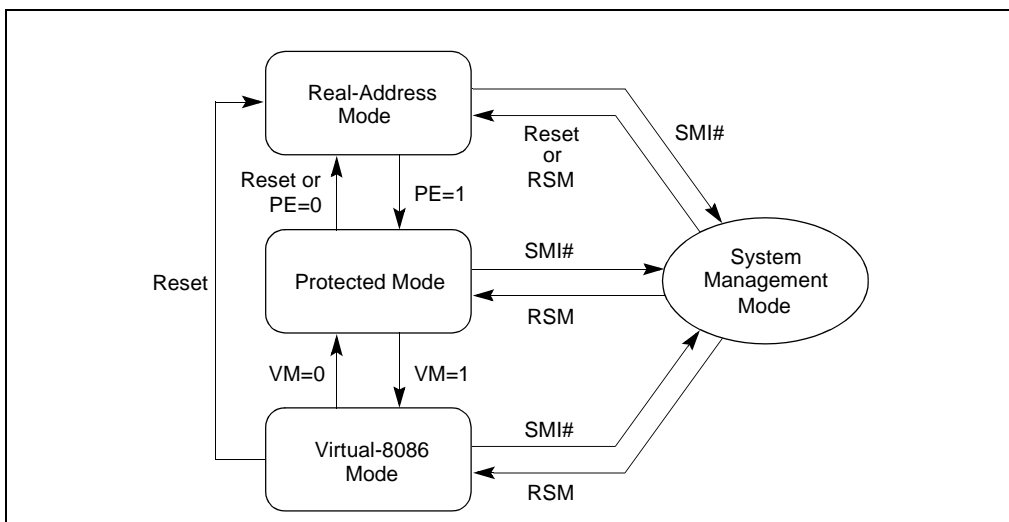 Real-Address
Mode
SMI#
Reset
or
RSM
Reset or
PE=0
PE=1
Reset
Protected Mode
SMI#
RSM
System
Management
Mode
VM=0
VM=1
Virtual-8086
Mode
SMI#
RSM